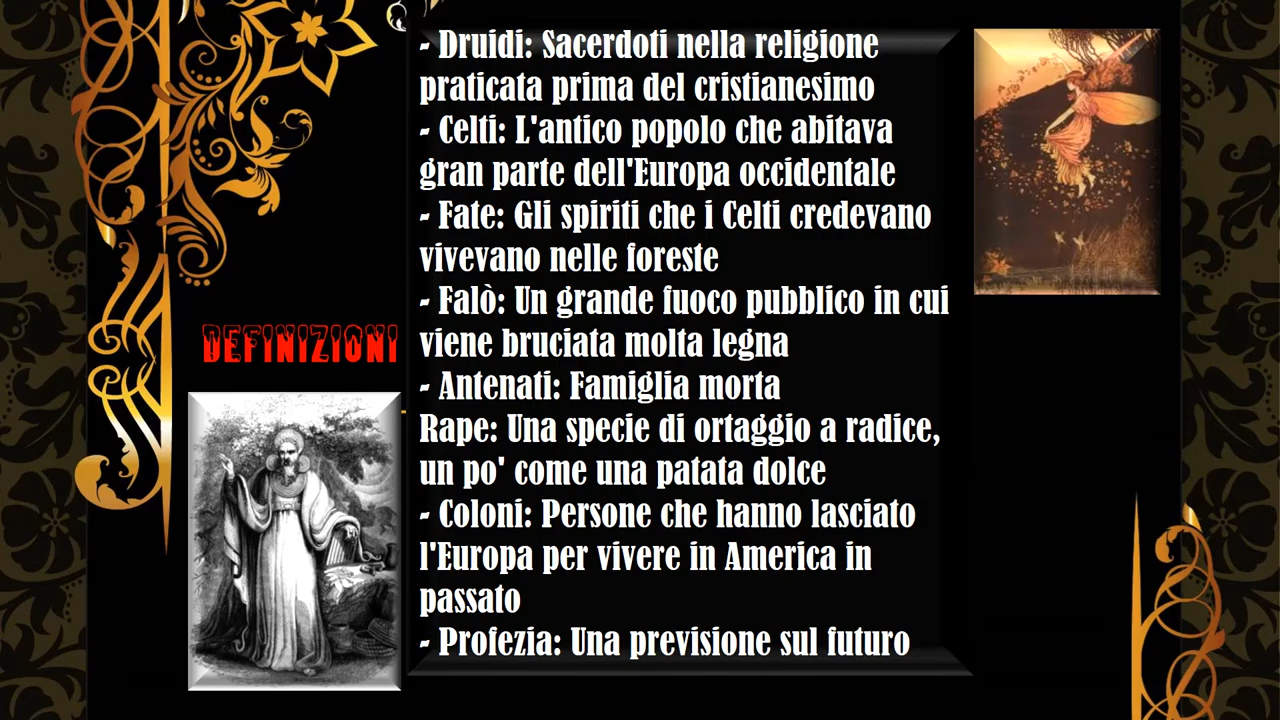 - Druidi: Sacerdoti nella religione
praticata prima del cristianesimo
- Celti: L'antico popolo che abitava
gran parte dell'Europa occidentale
- Fate: Gli spiriti che i Celti credevano
vivevano nelle foreste
- Falò: Un grande fuoco pubblico in cui
viene bruciata molta legna
- Antenati: Famiglia morta
Rape: Una specie di ortaggio a radice,
un po' come una patata dolce
- Coloni: Persone che hanno lasciato
l'Europa per vivere in America in
passato
- Profezia: Una previsione sul futuro
DEFINIZIONI